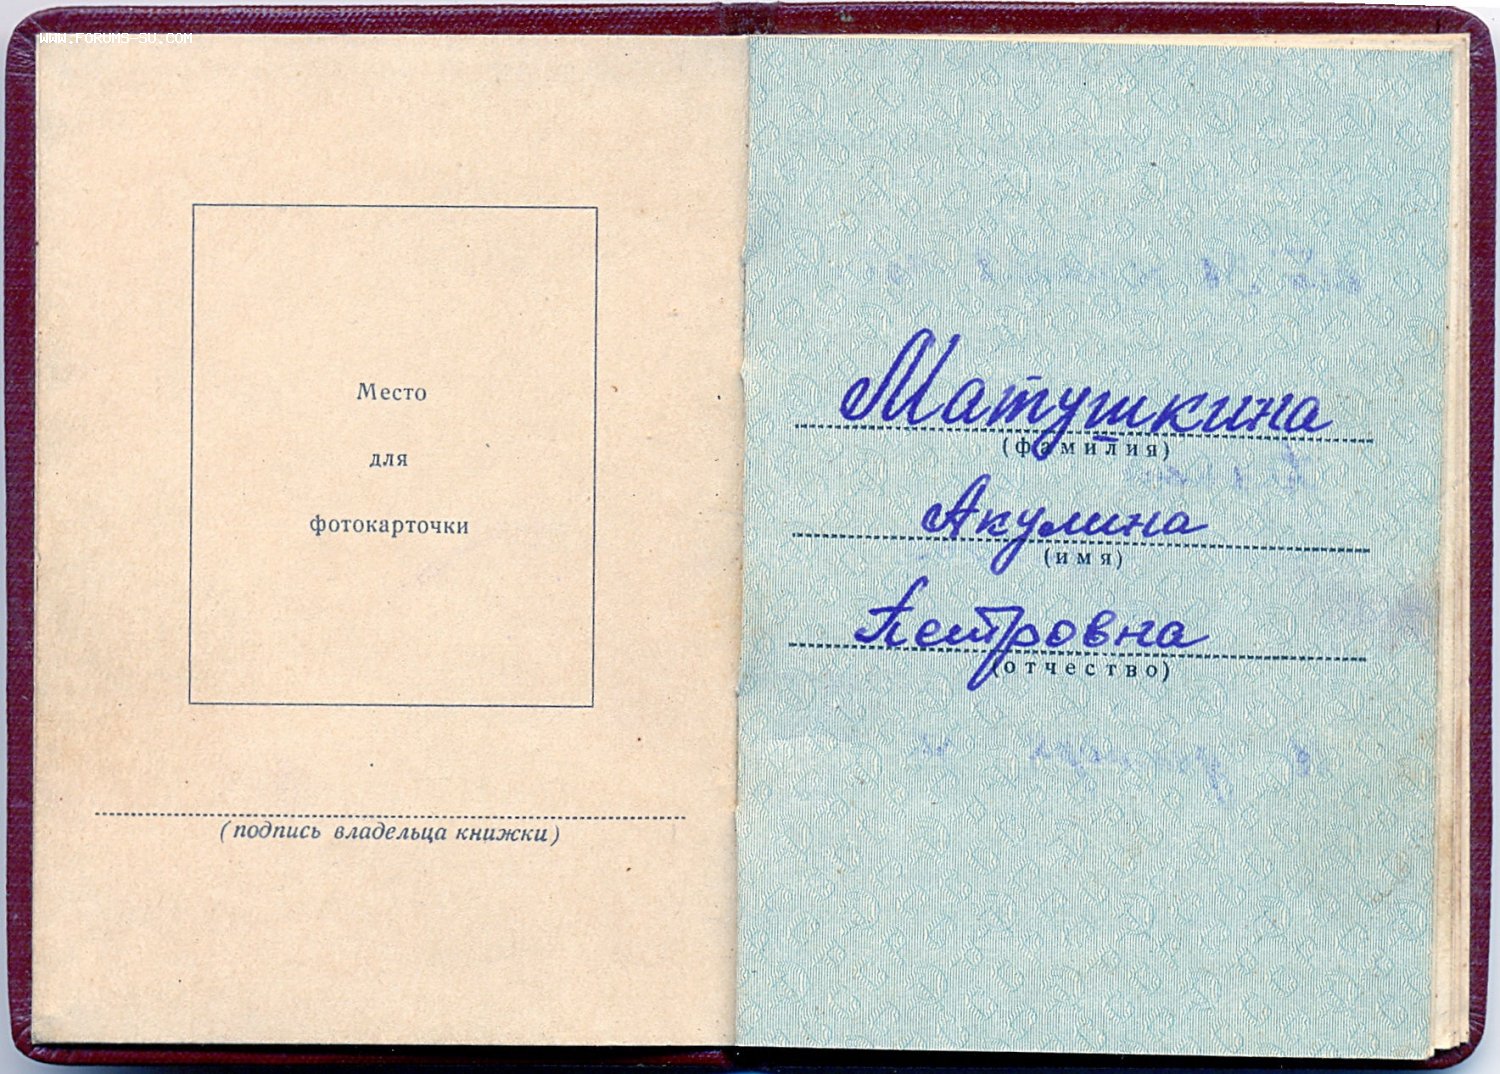 www.forums-su.com
Место
для
фотокарточки
(подпись владельца книжки)
Матушкина
(фамилия)
Акулина
(имя)
Петровна
(отчество)